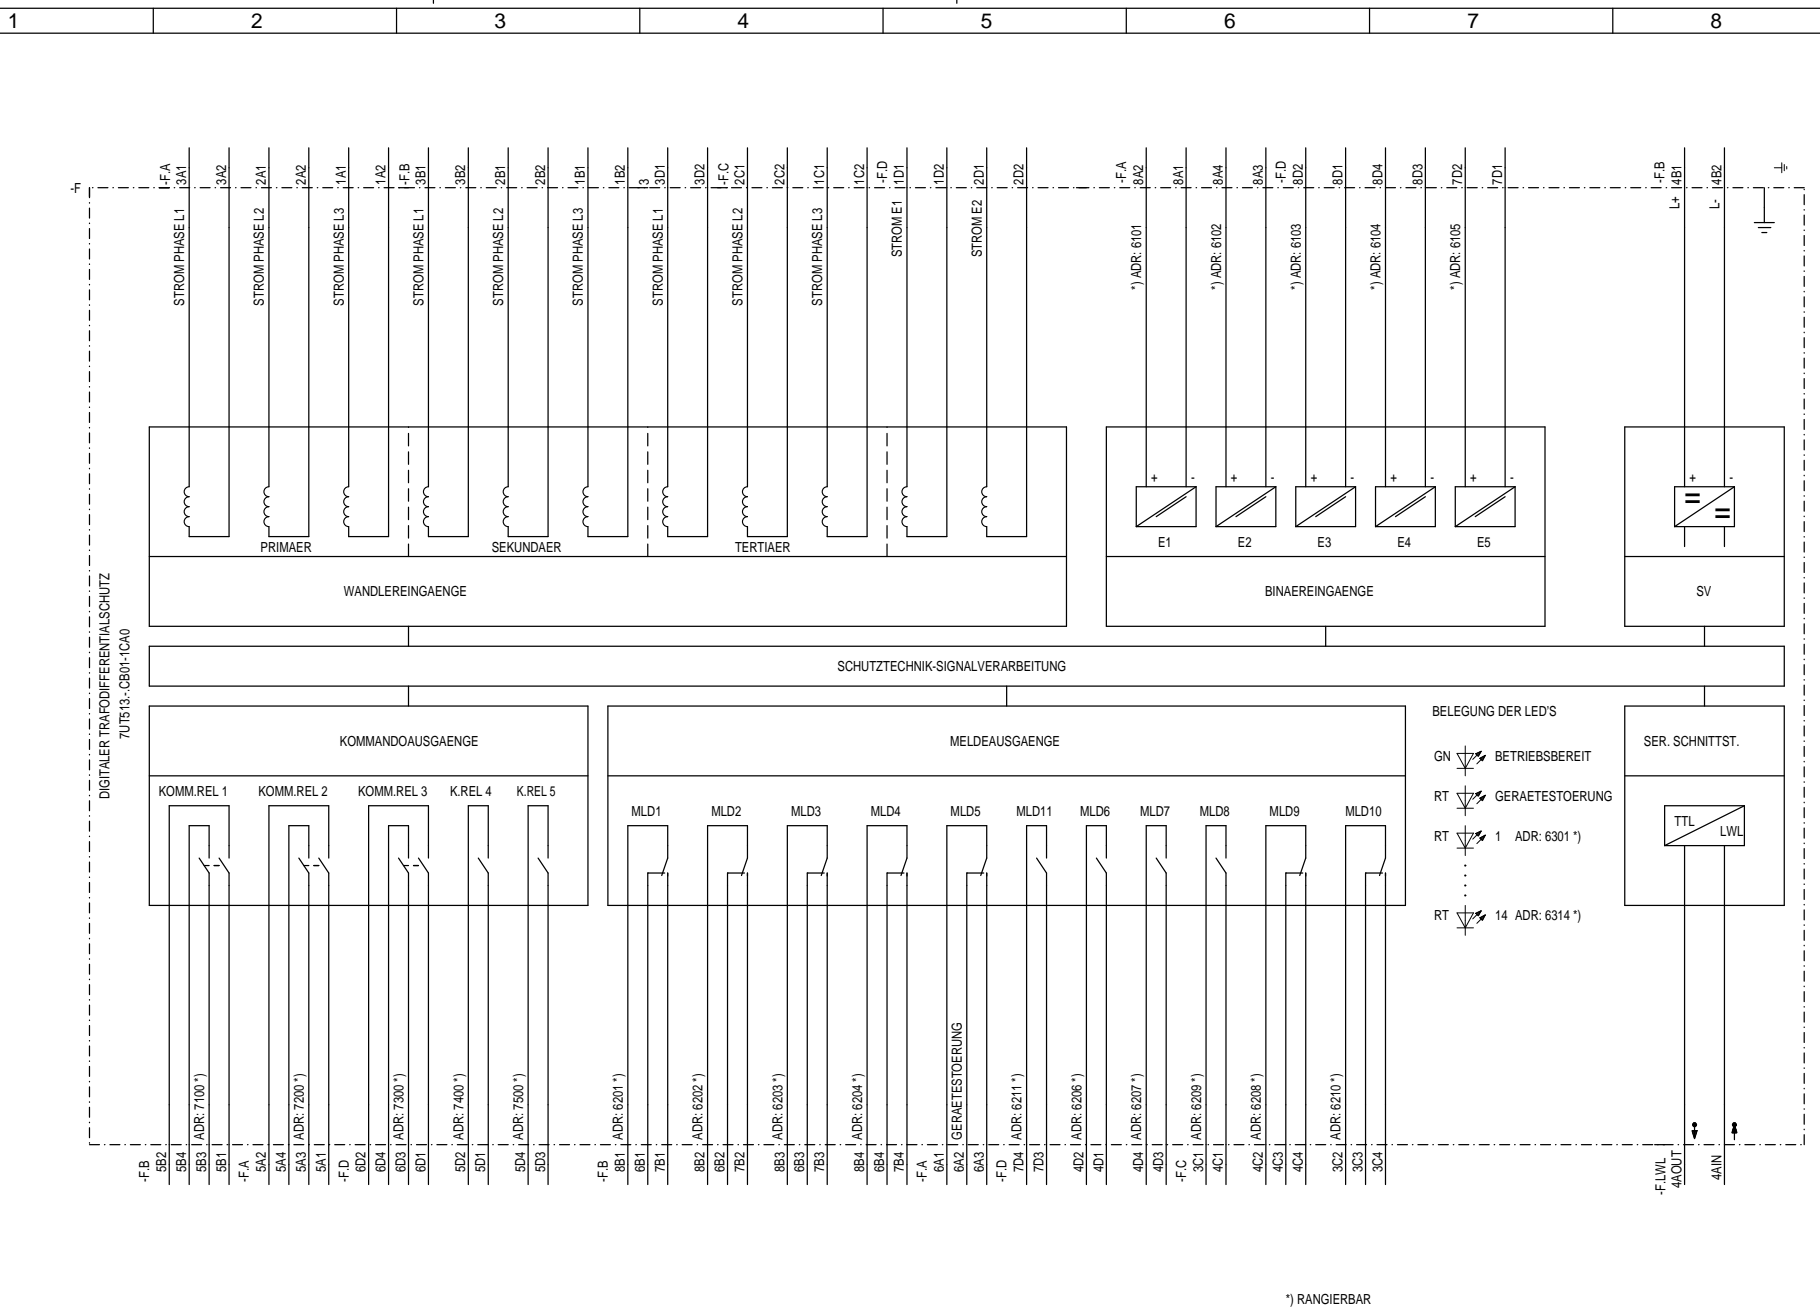 1 2 3 4 5 6 7 8
-F
-F.A 3A1 3A2 2A1 2A2 1A1 1A2
-F.B 3B1 3B2 2B1 2B2 1B1 1B2
3 3D1 3D2
-F.C 2C1 2C2 1C1 1C2
-F.D 1D1 1D2 2D1 2D2
-F.A 8A2 8A1 8A4 8A3
-F.D 8D2 8D1 8D4 8D3 7D2 7D1
-F.B 4B1 4B2
L+ L-
STROM PHASE L1
STROM PHASE L2
STROM PHASE L3
STROM PHASE L1
STROM PHASE L2
STROM PHASE L3
STROM PHASE L1
STROM PHASE L2
STROM PHASE L3
STROM E1
STROM E2
*) ADR: 6101
*) ADR: 6102
*) ADR: 6103
*) ADR: 6104
*) ADR: 6105
+ - + - + - + - + - + -
PRIMAER SEKUNDAER TERTIAER
E1 E2 E3 E4 E5
WANDLEREINGAENGE
BINAEREINGAENGE
SV
DIGITALER TRAFODIFFERENTIALSCHUTZ
7UT513.-.CB01-1CA0
SCHUTZTECHNIK-SIGNALVERARBEITUNG
KOMMANDOAUSGAENGE
MELDEAUSGAENGE
SER. SCHNITTST.
KOMM.REL 1 KOMM.REL 2 KOMM.REL 3 K.REL 4 K.REL 5
MLD1 MLD2 MLD3 MLD4 MLD5 MLD11 MLD6 MLD7 MLD8 MLD9 MLD10
BELEGUNG DER LED'S
GN BETRIEBSBEREIT
RT GERAETESTOERUNG
RT 1 ADR: 6301 *)
RT 14 ADR: 6314 *)
TTL LWL
ADR: 7100 *)
ADR: 7200 *)
ADR: 7300 *)
ADR: 7400 *)
ADR: 7500 *)
ADR: 6201 *)
ADR: 6202 *)
ADR: 6203 *)
ADR: 6204 *)
GERAETESTOERUNG
ADR: 6211 *)
ADR: 6206 *)
ADR: 6207 *)
ADR: 6209 *)
ADR: 6208 *)
ADR: 6210 *)
-F.B 5B2 5B4 5B3 5B1
-F.A 5A2 5A4 5A3 5A1
-F.D 6D2 6D4 6D3 6D1 5D2 5D1 5D4 5D3
-F.B 8B1 6B1 7B1 8B2 6B2 7B2 8B3 6B3 7B3 8B4 6B4 7B4
-F.A 6A1 6A2 6A3
-F.D 7D4 7D3 4D2 4D1 4D4 4D3
-F.C 3C1 4C1 4C2 4C3 4C4 3C2 3C3 3C4
-F.LWL 4AOUT 4AIN
*) RANGIERBAR